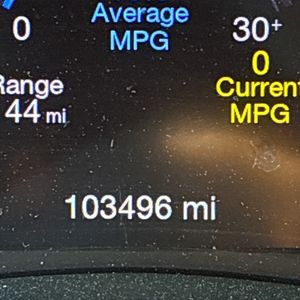 Average
0 MPG 30+
Range 0
44 mi Current
MPG
103496 mi